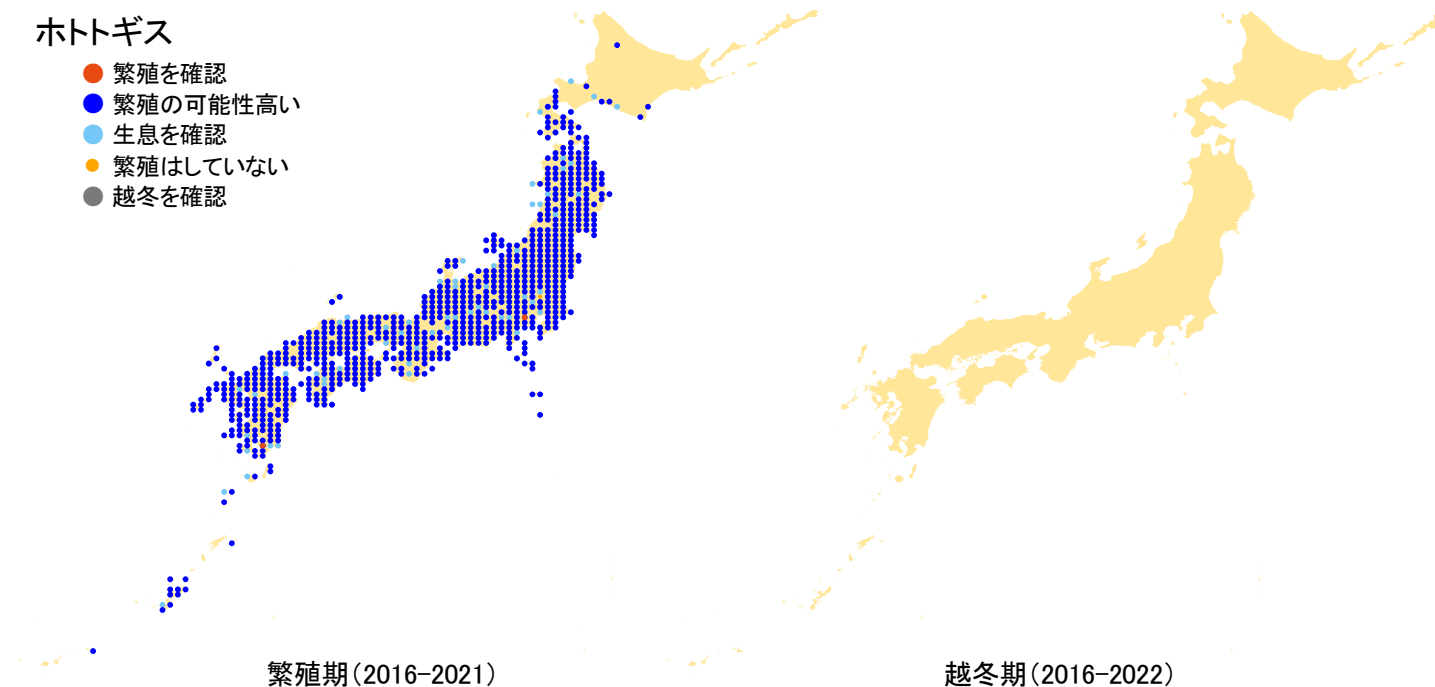 ホトトギス
繁殖を確認
繁殖の可能性高い
生息を確認
繁殖はしていない
越冬を確認
繁殖期(2016-2021)
越冬期(2016-2022)